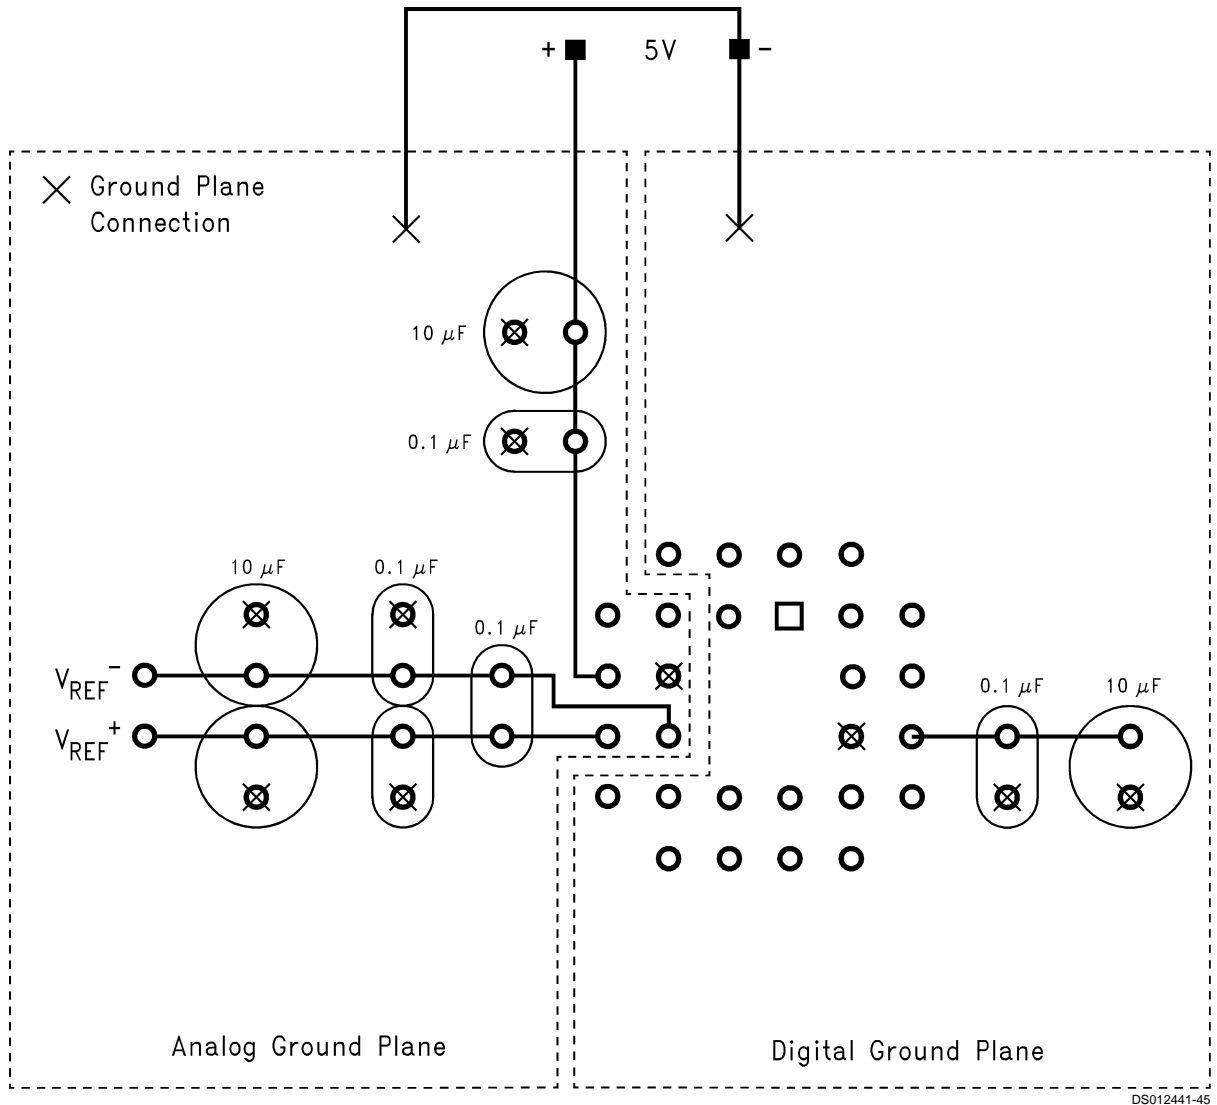 + 5V −
Ground Plane
Connection
10 μF
0.1 μF
10 μF
0.1 μF
0.1 μF
VREF−
VREF+
0.1 μF
10 μF
Analog Ground Plane
Digital Ground Plane
DS012441-45